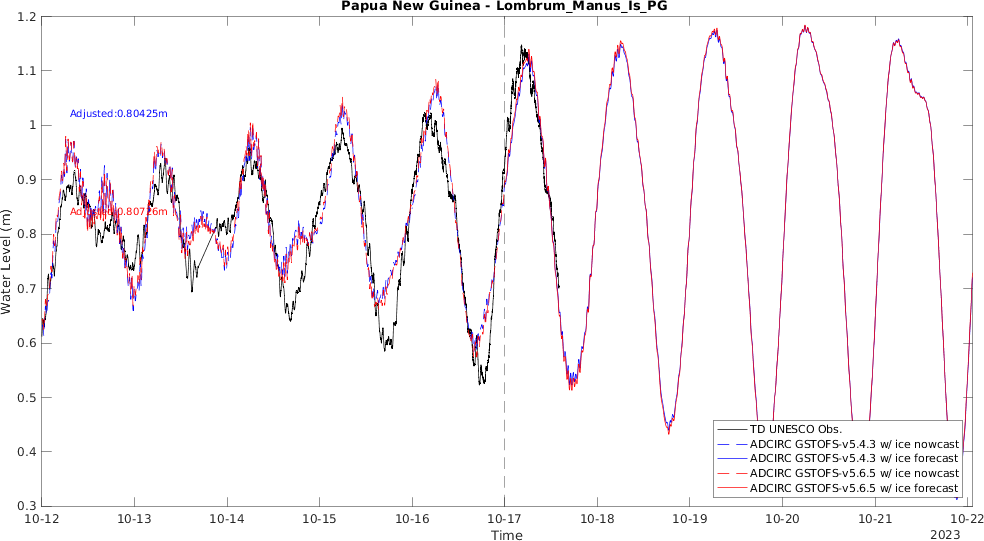 Papua New Guinea - Lombrum_Manus_Is_PG
1.2
1.1
1
0.9
0.8
0.7
0.6
0.5
0.4
0.3
Water Level (m)
Adjusted:0.80425m
Adjusted:0.80726m
TD UNESCO Obs.
ADCIRC GSTOFS-v5.4.3 w/ ice nowcast
ADCIRC GSTOFS-v5.4.3 w/ ice forecast
ADCIRC GSTOFS-v5.6.5 w/ ice nowcast
ADCIRC GSTOFS-v5.6.5 w/ ice forecast
10-12 10-13 10-14 10-15 10-16 10-17 10-18 10-19 10-20 10-21 10-22
Time 2023